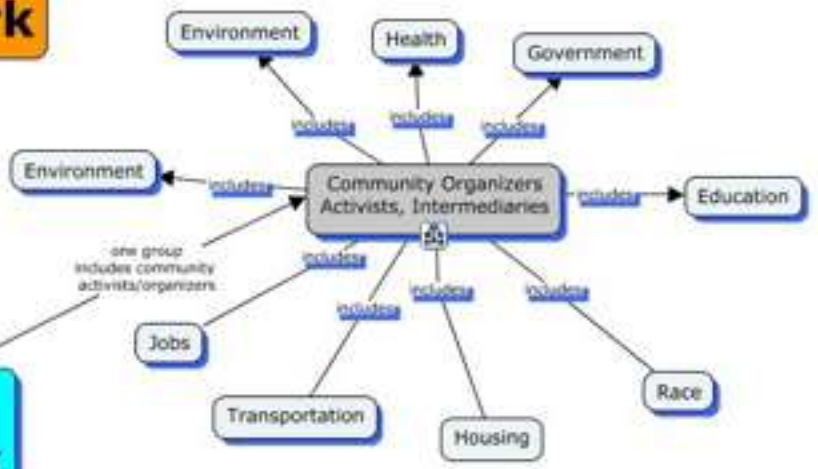 rk
Environment
Health
Government
includes
includes
includes
Environment
includes
Community Organizers
Activists, Intermediaries
includes
Education
one group
includes community
activists/organizers
includes
includes
includes
includes
Jobs
Race
Transportation
Housing